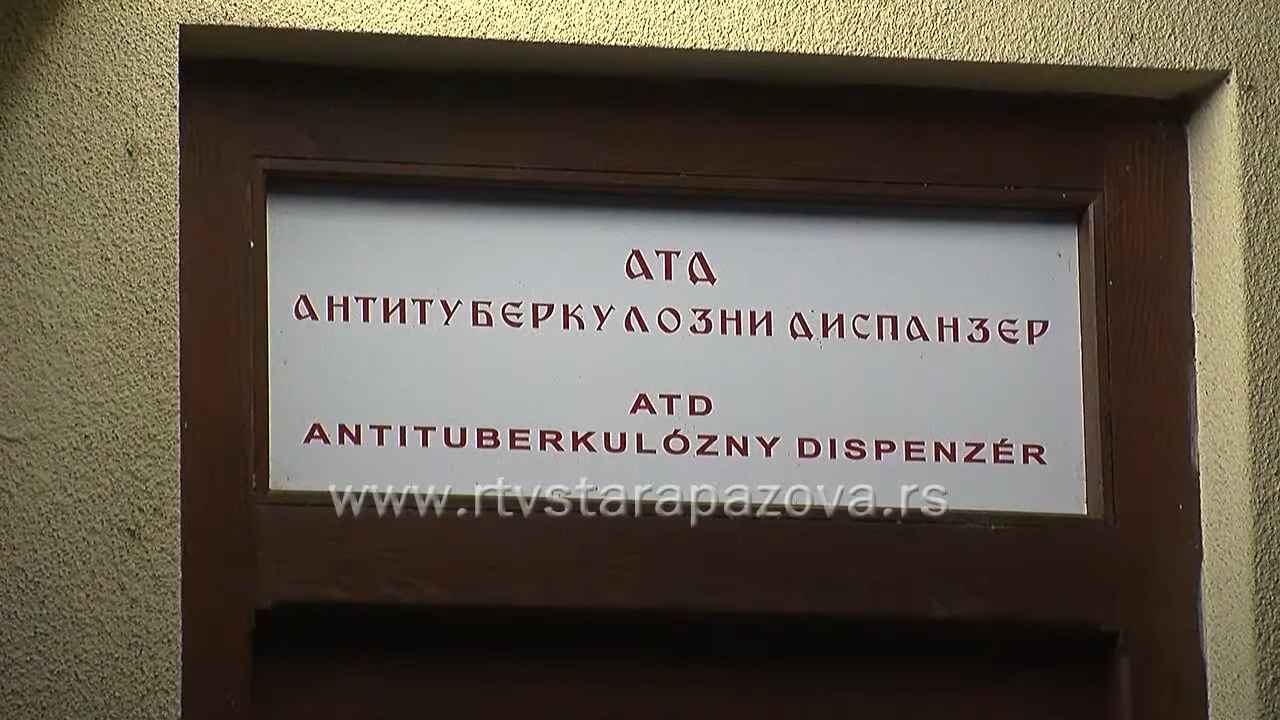 АТД
АНТИТУБЕРКУЛОЗНИ ДИСПАНЗЕР
ATD
ANTITUBERKULÓZNY DISPENZÉR
www.rtvstarapazova.rs